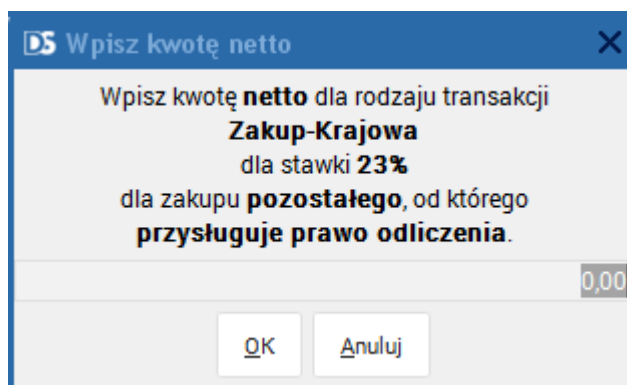 DS Wpisz kwotę netto
Wpisz kwotę netto dla rodzaju transakcji
Zakup-Krajowa
dla stawki 23%
dla zakupu pozostałego, od którego
przysługuje prawo odliczenia.
0,00
OK Anuluj